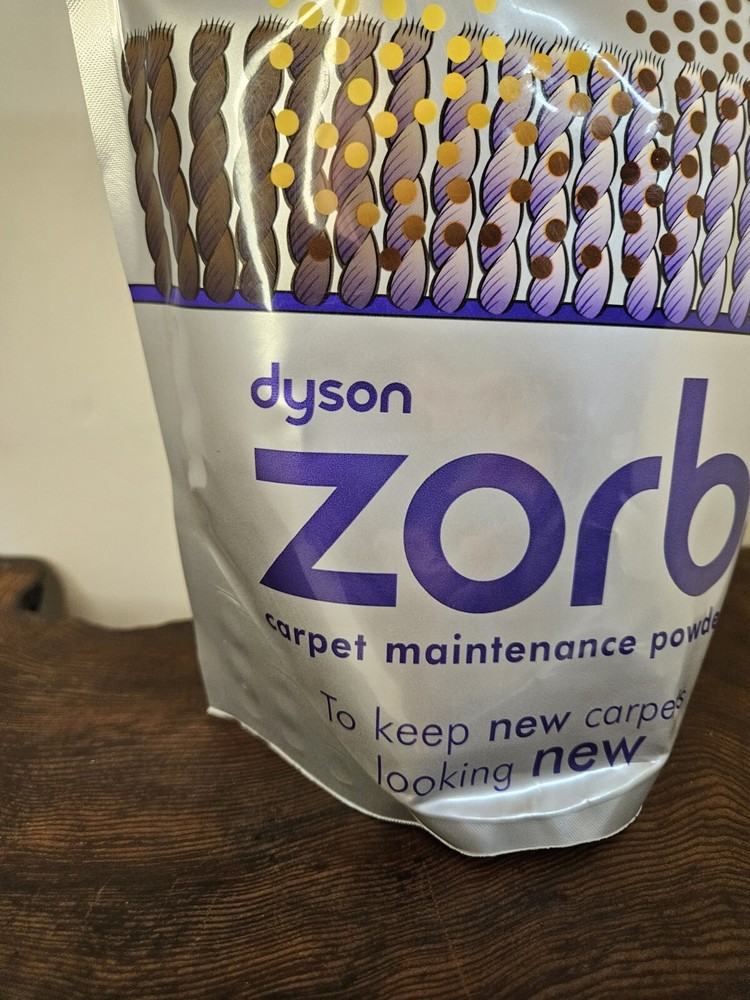 dyson
zorb
carpet maintenance powde
To keep new carpets
looking new